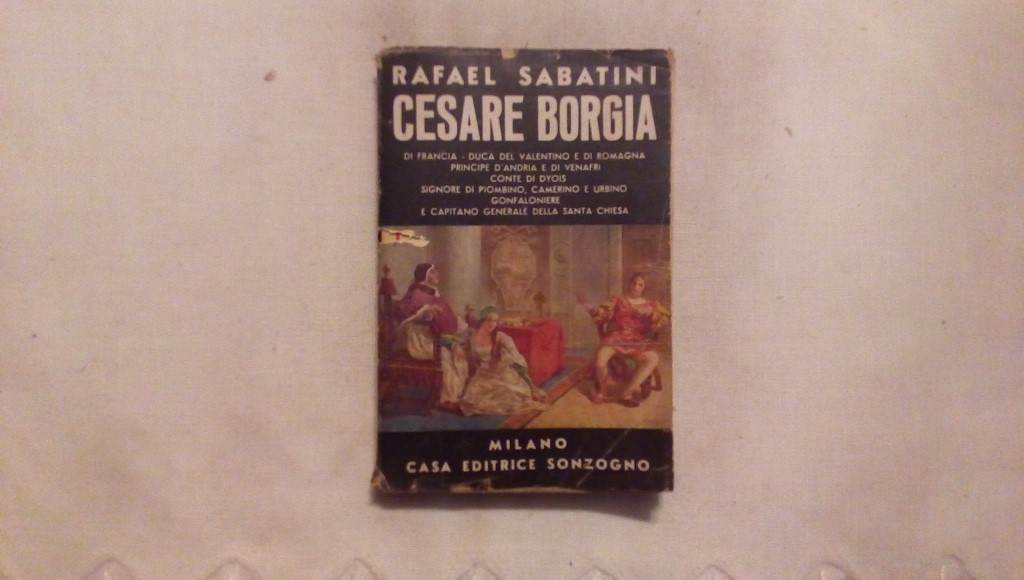 RAFAEL SABATINI
CESARE BORGIA
DI FRANCIA - DUCA DEL VALENTINO E DI ROMAGNA
PRINCIPE D'ANDRIA E DI VENAFRI
CONTE DI DYOIS
SIGNORE DI PIOMBINO, CAMERINO E URBINO
GONFALONIERE
E CAPITANO GENERALE DELLA SANTA CHIESA
MILANO
CASA EDITRICE SONZOGNO